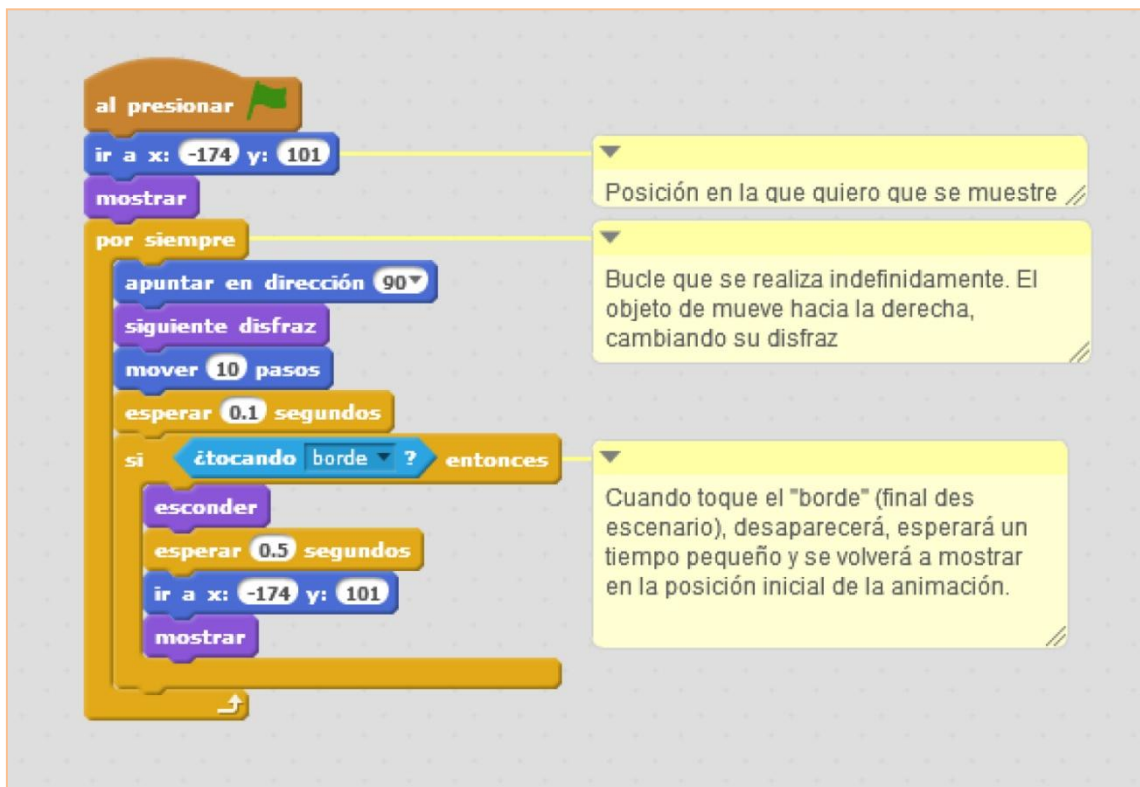 al presionar
ir a x: -174 y: 101
mostrar
por siempre
apuntar en dirección 90
siguiente disfraz
mover 10 pasos
esperar 0.1 segundos
si ¿tocando borde ? entonces
esconder
esperar 0.5 segundos
ir a x: -174 y: 101
mostrar
Posición en la que quiero que se muestre
Bucle que se realiza indefinidamente. El
objeto de mueve hacia la derecha,
cambiando su disfraz
Cuando toque el "borde" (final des
escenario), desaparecerá, esperará un
tiempo pequeño y se volverá a mostrar
en la posición inicial de la animación.